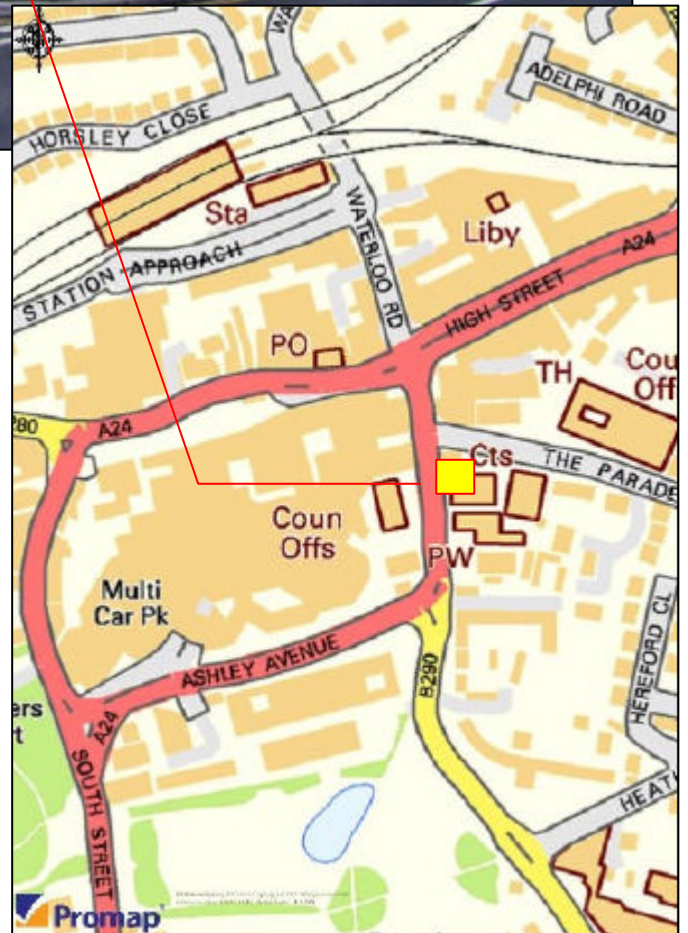 WA
ADELPHI ROAD
HORSLEY CLOSE
Sta
WATERLOO RD
Liby
A24
STATION APPROACH
HIGH STREET
PO
TH
Cou
Off
280
A24
Cts
THE PARADE
Coun
Offs
PW
Multi
Car Pk
ASHLEY AVENUE
B290
HEREFORD CL
ers
t
A24
SOUTH STREET
HEATH
Promap